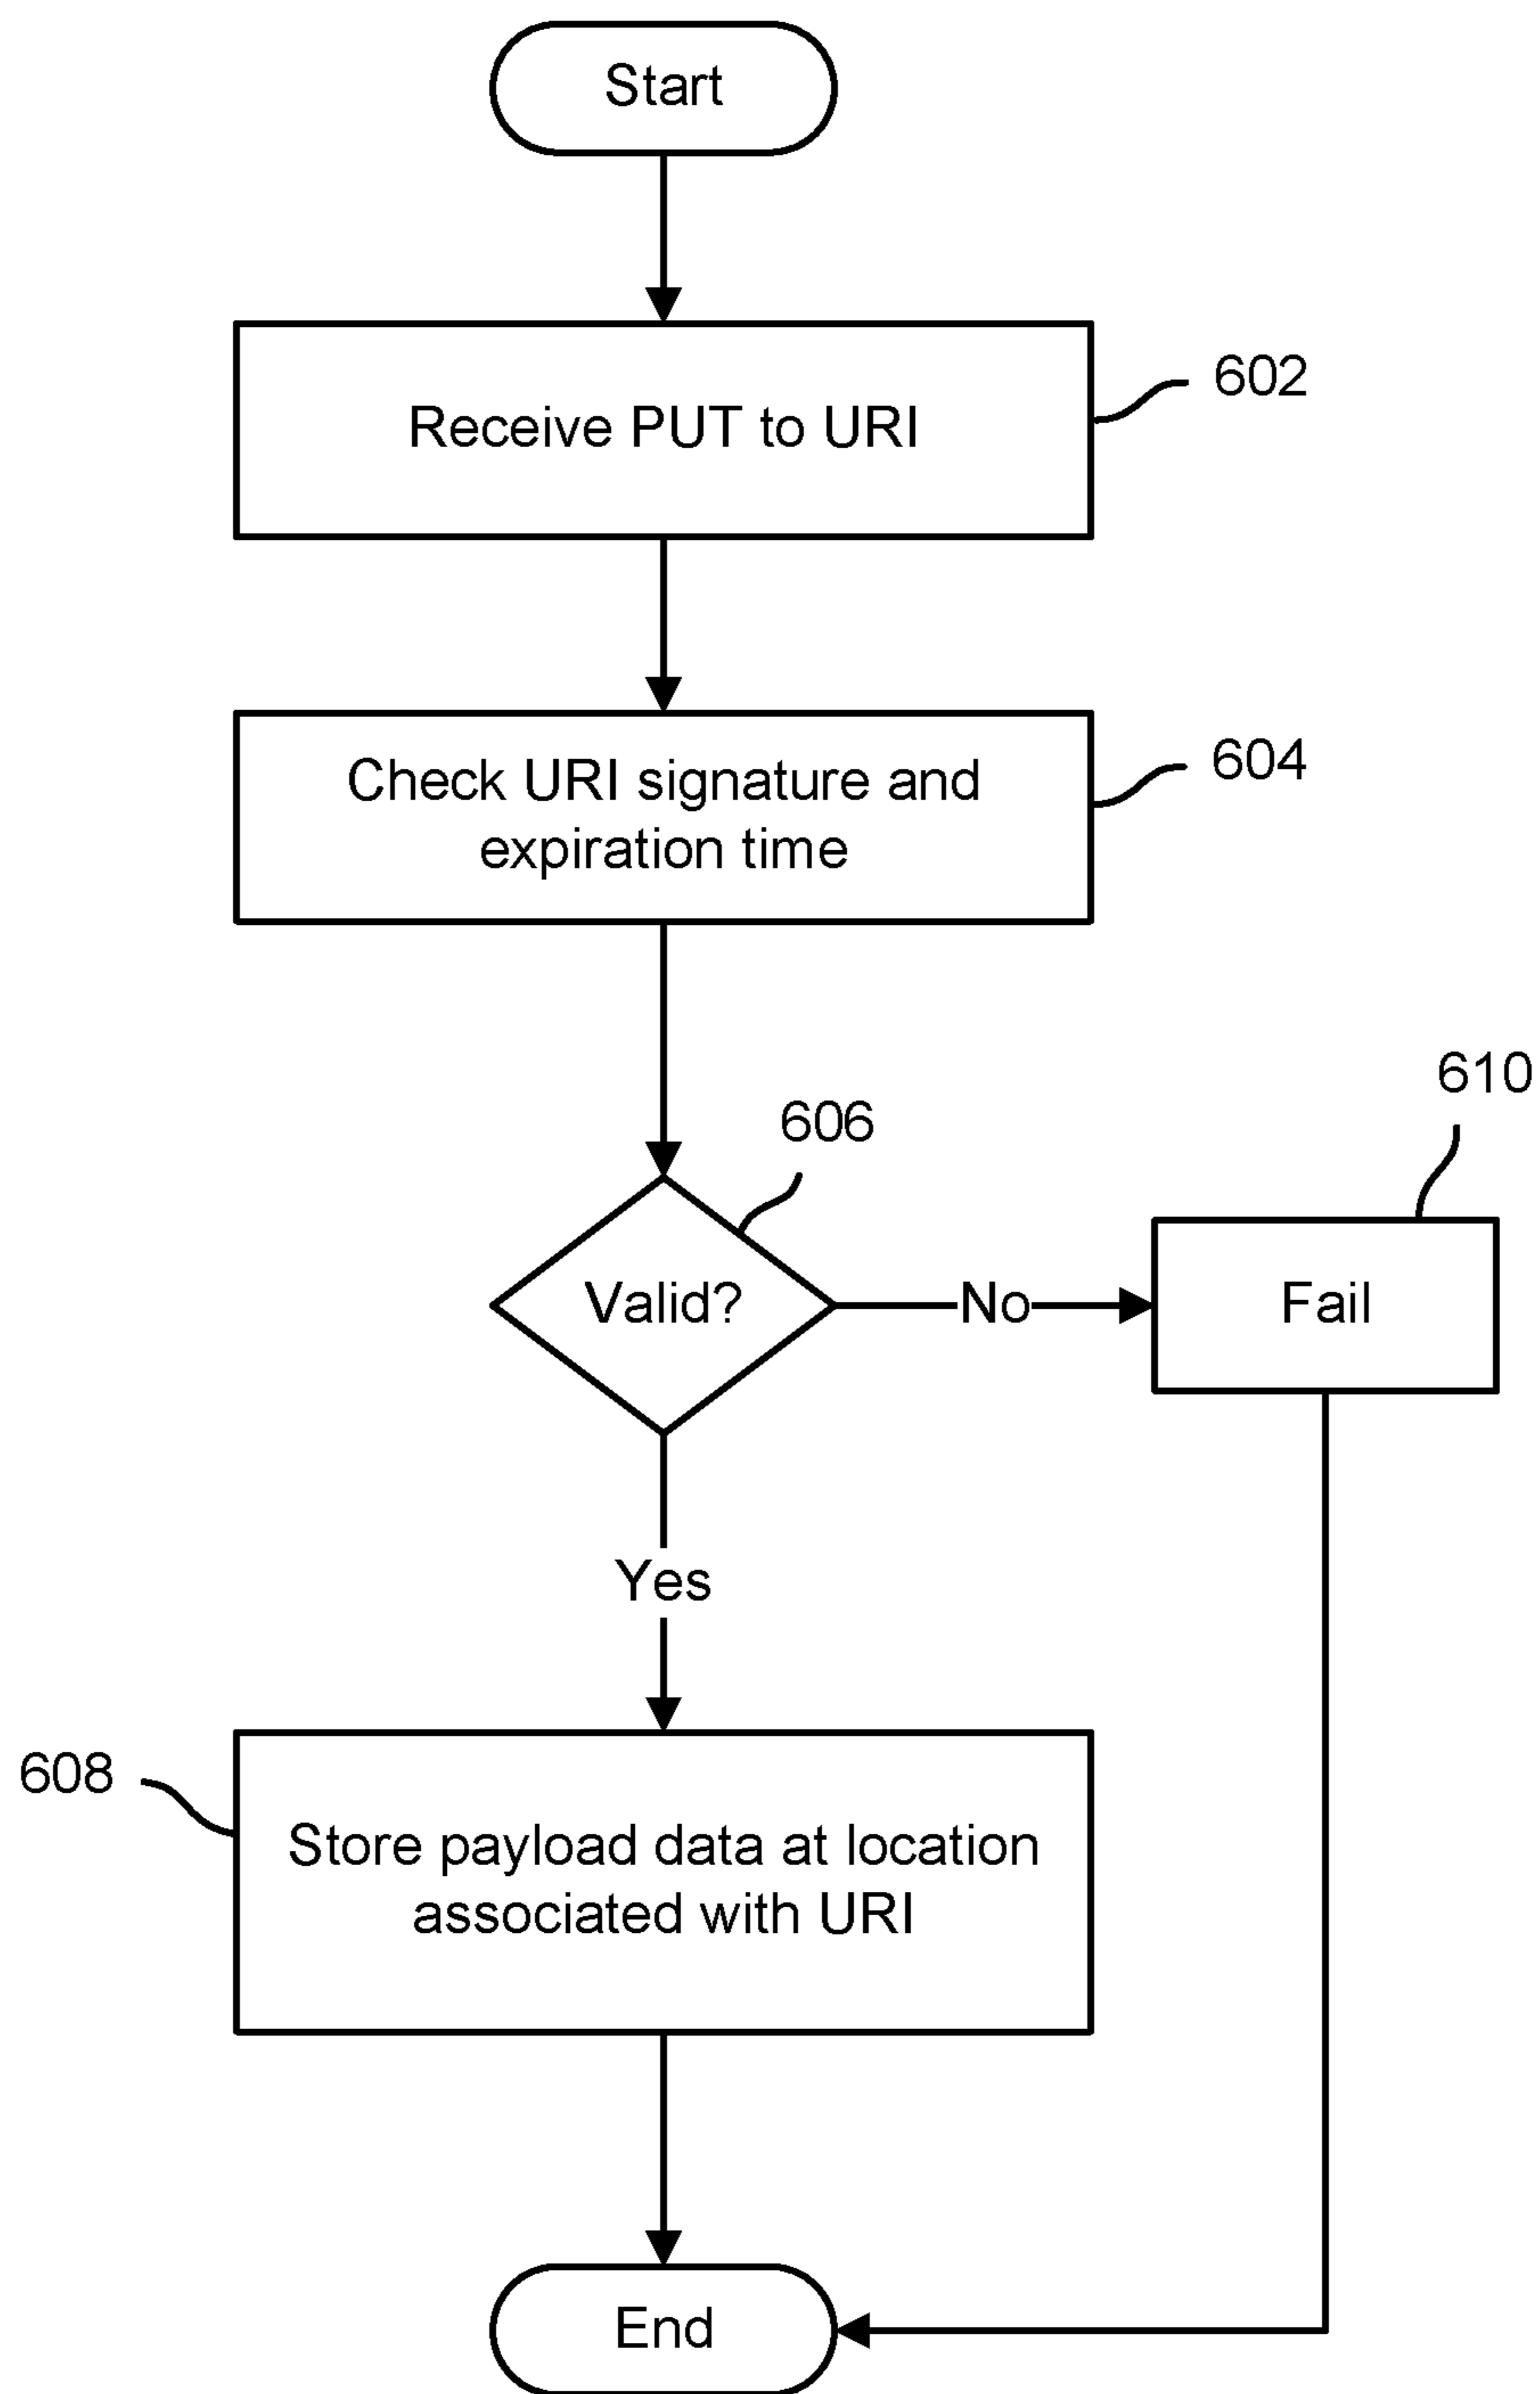 Start
Receive PUT to URI
602
Check URI signature and
expiration time
604
606
610
Valid?
No
Fail
Yes
608
Store payload data at location
associated with URI
End